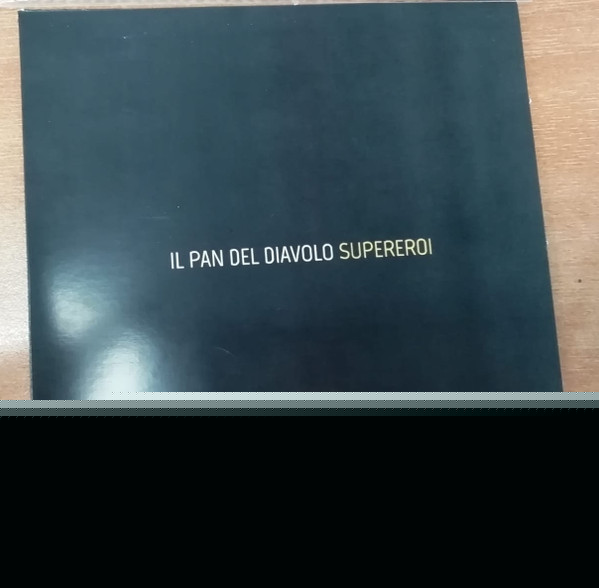 IL PAN DEL DIAVOLO SUPEREROI